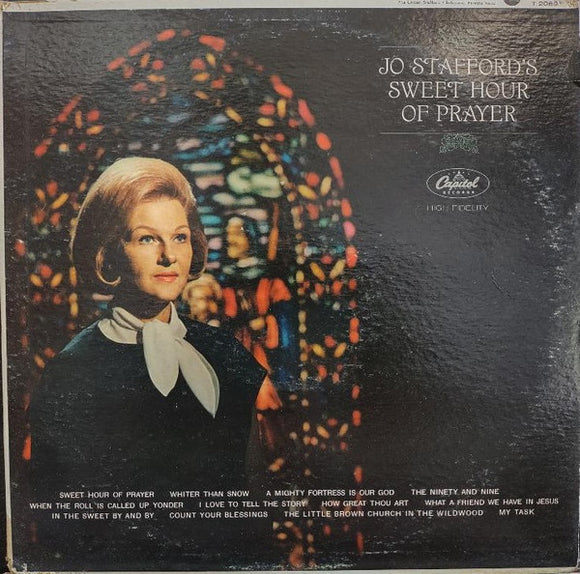 JO STAFFORD'S
SWEET HOUR
OF PRAYER
Capitol
RECORDS
HIGH FIDELITY
SWEET HOUR OF PRAYER WHITER THAN SNOW A MIGHTY FORTRESS IS OUR GOD THE NINETY AND NINE
WHEN THE ROLL IS CALLED UP YONDER I LOVE TO TELL THE STORY HOW GREAT THOU ART WHAT A FRIEND WE HAVE IN JESUS
IN THE SWEET BY AND BY COUNT YOUR BLESSINGS THE LITTLE BROWN CHURCH IN THE WILDWOOD MY TASK